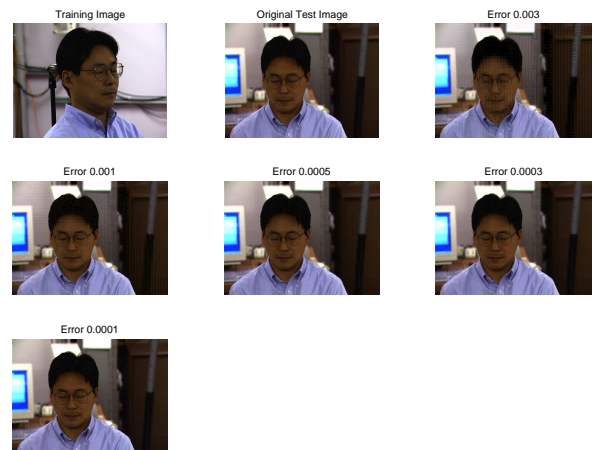 Training Image
Original Test Image
Error 0.003
Error 0.001
Error 0.0005
Error 0.0003
Error 0.0001